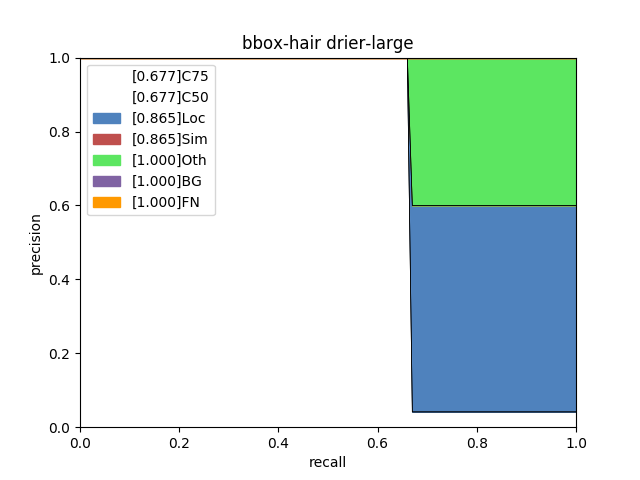 bbox-hair drier-large
[0.677]C75
[0.677]C50
[0.865]Loc
[0.865]Sim
[1.000]Oth
[1.000]BG
[1.000]FN
1.0
0.8
0.6
0.4
0.2
0.0
precision
0.0 0.2 0.4 0.6 0.8 1.0
recall